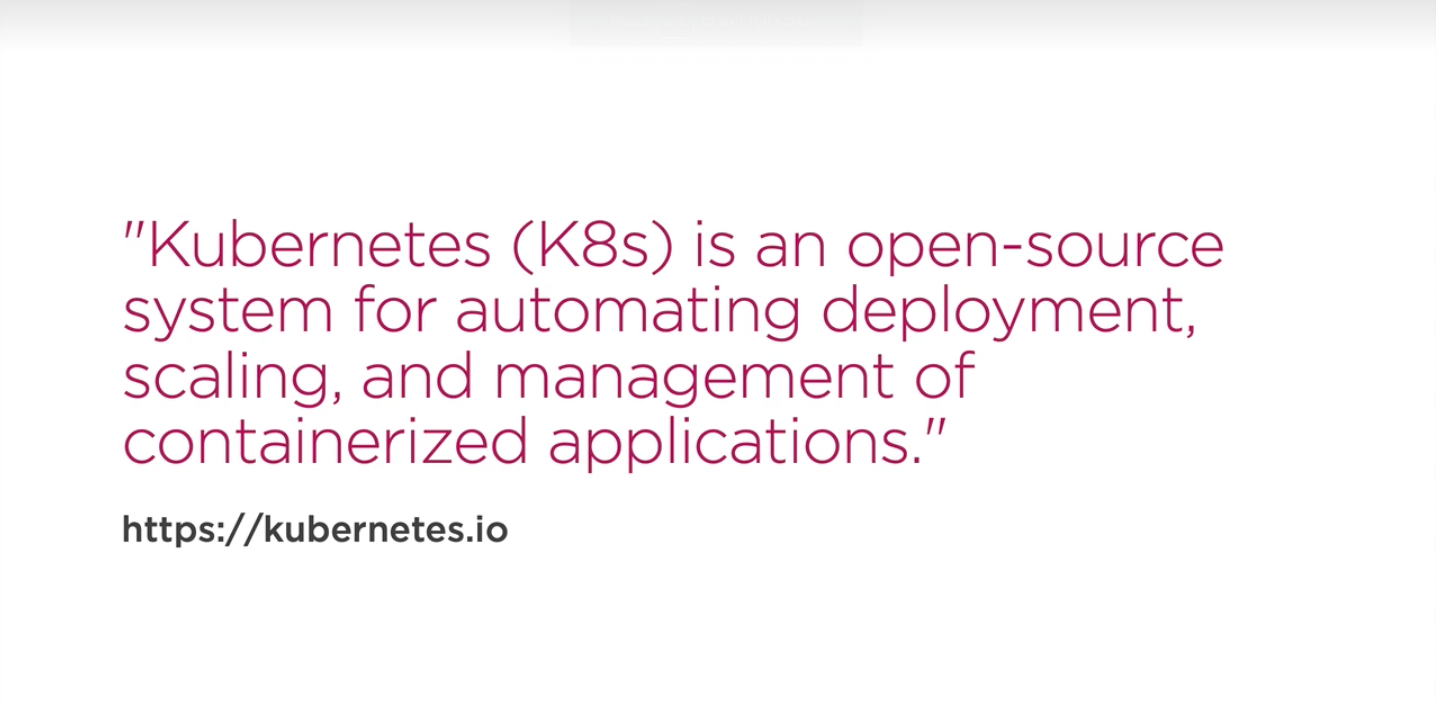 "Kubernetes (K8s) is an open-source
system for automating deployment,
scaling, and management of
containerized applications."
https://kubernetes.io